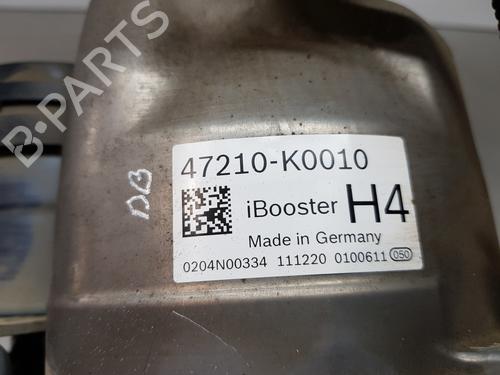 47210-K0010
iBooster H4
Made in Germany
0204N00334 111220 0100611 050
DB
B-PARTS